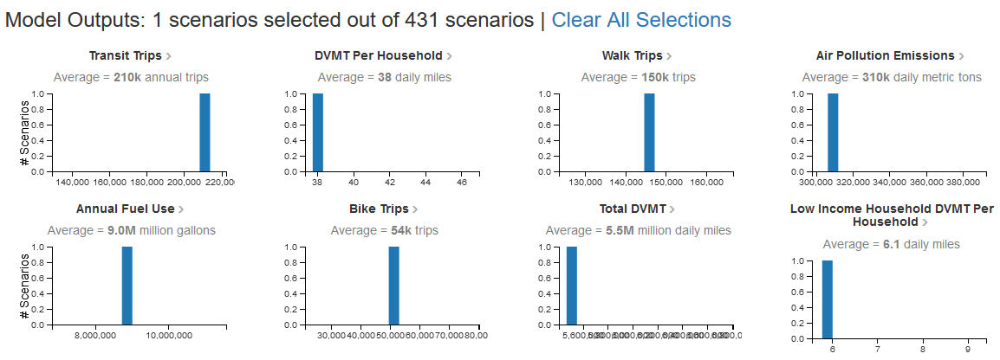 Model Outputs: 1 scenarios selected out of 431 scenarios | Clear All Selections
Transit Trips >
Average = 210k annual trips
# Scenarios
1.0
0.8
0.6
0.4
0.2
0.0
140,000 160,000 180,000 200,000 220,00
DVMT Per Household >
Average = 38 daily miles
1.0
0.8
0.6
0.4
0.2
0.0
38 40 42 44 46
Walk Trips >
Average = 150k trips
1.0
0.8
0.6
0.4
0.2
0.0
130,000 140,000 150,000 160,000
Air Pollution Emissions >
Average = 310k daily metric tons
1.0
0.8
0.6
0.4
0.2
0.0
300,000 320,000 340,000 360,000 380,000
Annual Fuel Use >
Average = 9.0M million gallons
# Scenarios
1.0
0.8
0.6
0.4
0.2
0.0
8,000,000 10,000,000
Bike Trips >
Average = 54k trips
1.0
0.8
0.6
0.4
0.2
0.0
30,000 40,000 50,000 60,000 70,000 80,00
Total DVMT >
Average = 5.5M million daily miles
1.0
0.8
0.6
0.4
0.2
0.0
Low Income Household DVMT Per
Household >
Average = 6.1 daily miles
1.0
0.8
0.6
0.4
0.2
0.0
6 7 8 9